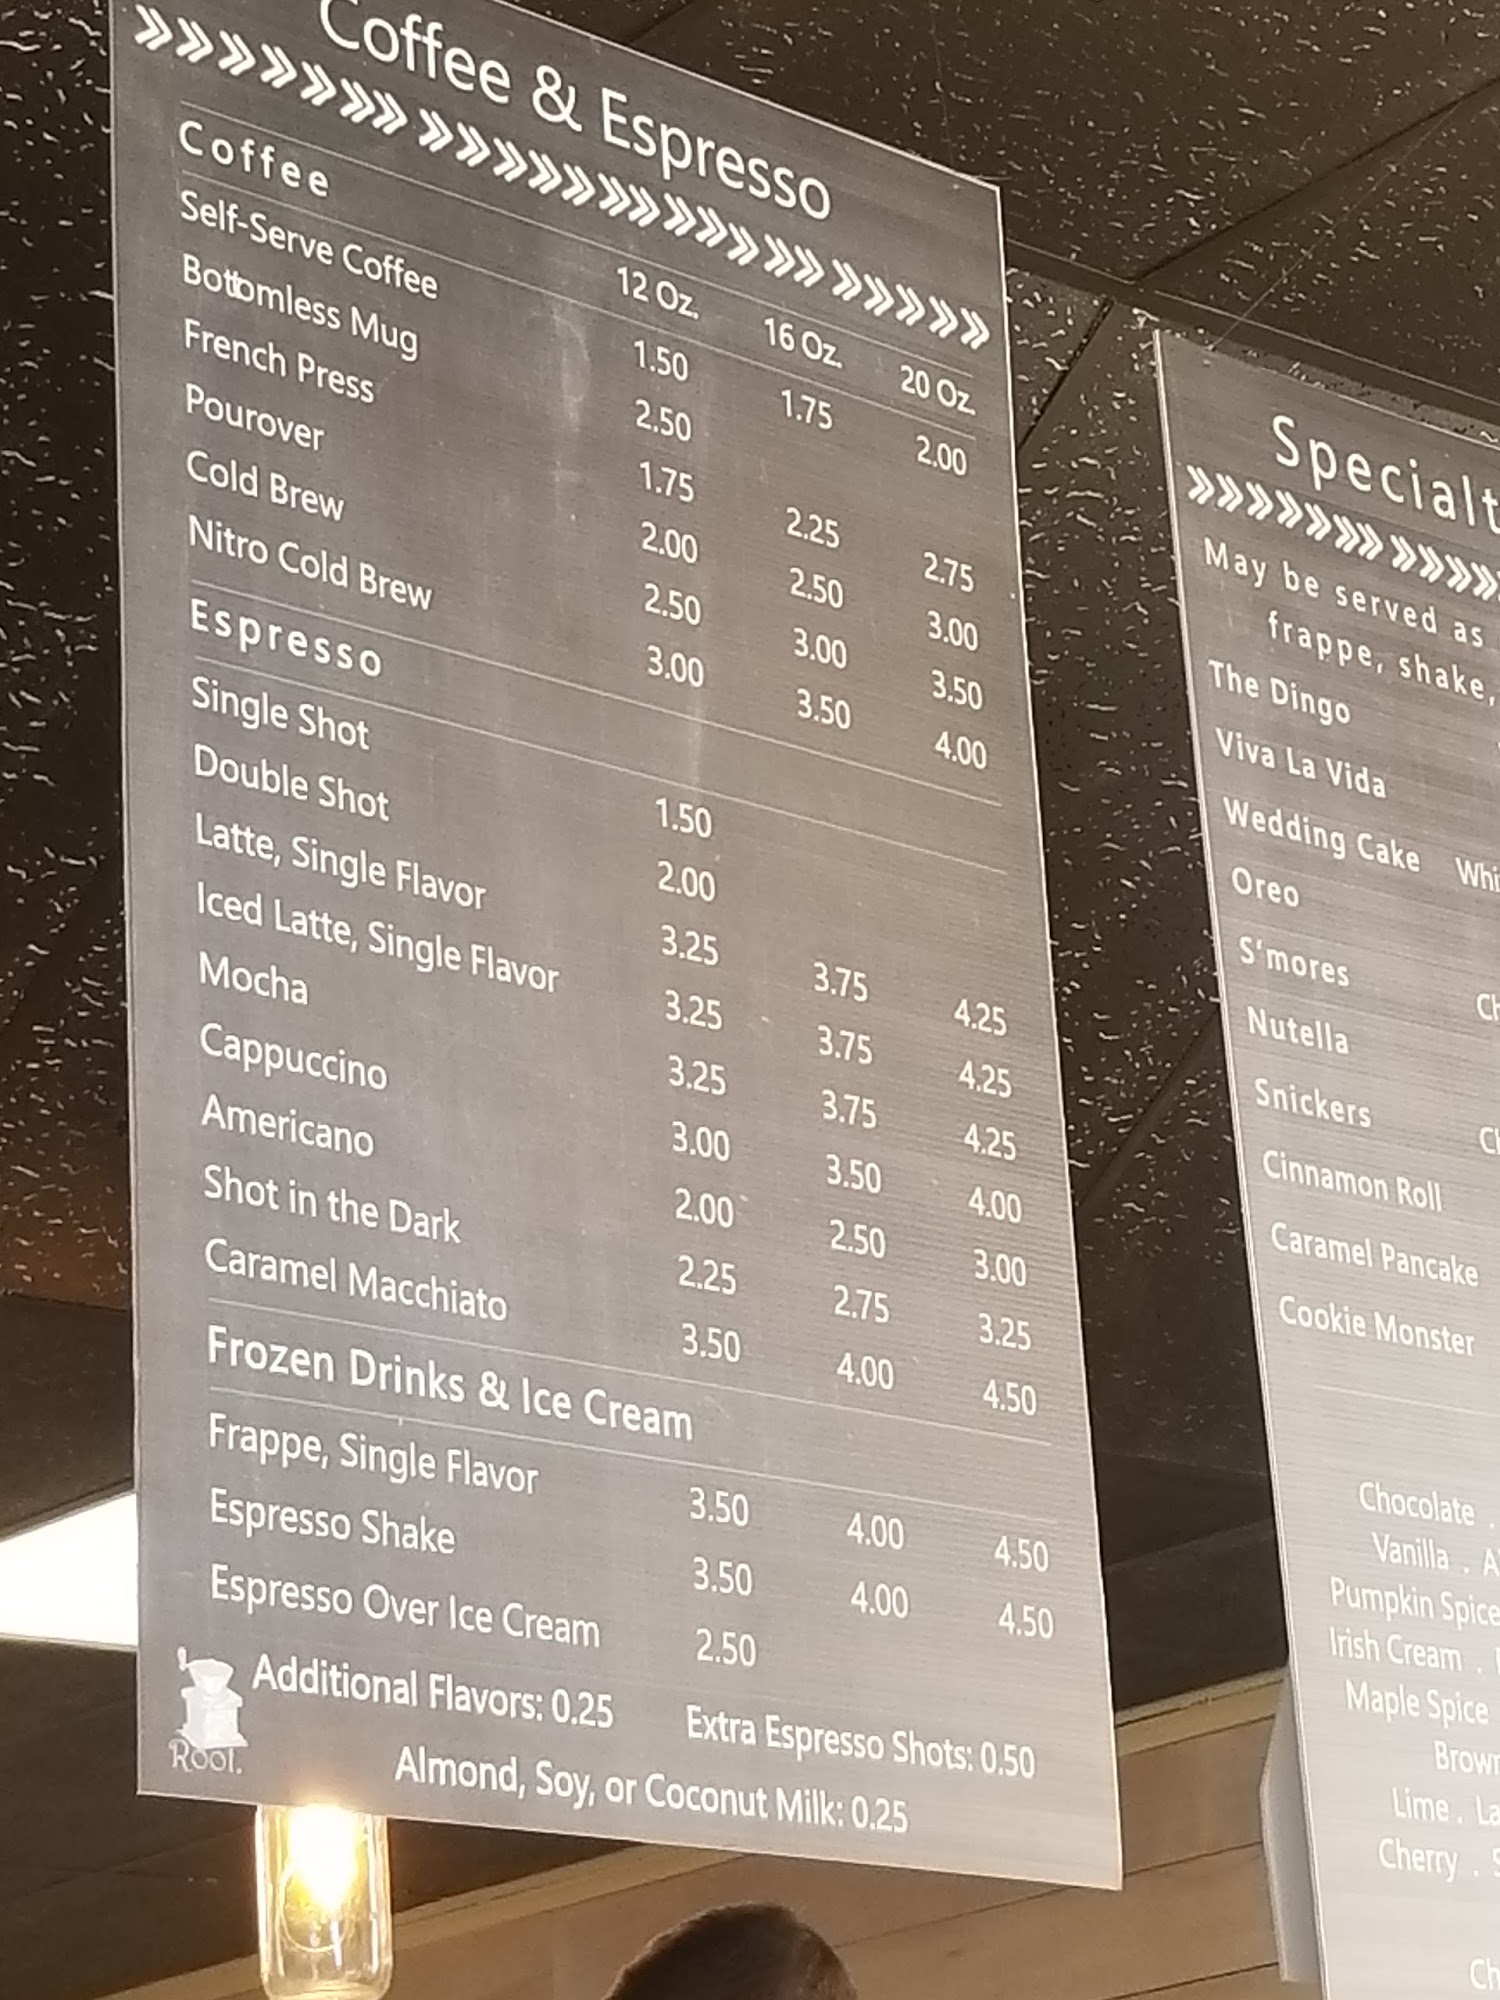 Coffee & Espresso
Coffee 12 Oz. 16 Oz. 20 Oz.
Self-Serve Coffee 1.50 1.75 2.00
Bottomless Mug 2.50
French Press 1.75 2.25 2.75
Pourover 2.00 2.50 3.00
Cold Brew 2.50 3.00 3.50
Nitro Cold Brew 3.00 3.50 4.00
Espresso
Single Shot 1.50
Double Shot 2.00
Latte, Single Flavor 3.25 3.75 4.25
Iced Latte, Single Flavor 3.25 3.75 4.25
Mocha 3.25 3.75 4.25
Cappuccino 3.00 3.50 4.00
Americano 2.00 2.50 3.00
Shot in the Dark 2.25 2.75 3.25
Caramel Macchiato 3.50 4.00 4.50
Frozen Drinks & Ice Cream
Frappe, Single Flavor 3.50 4.00 4.50
Espresso Shake 3.50 4.00 4.50
Espresso Over Ice Cream 2.50
Additional Flavors: 0.25 Extra Espresso Shots: 0.50
Almond, Soy, or Coconut Milk: 0.25
Root.
Specialt
May be served as
frappe, shake,
The Dingo
Viva La Vida
Wedding Cake Whi
Oreo
S'mores Ch
Nutella
Snickers Ch
Cinnamon Roll
Caramel Pancake
Cookie Monster
Chocolate .
Vanilla . A
Pumpkin Spice
Irish Cream .
Maple Spice
Brown
Lime . La
Cherry . S
Ch